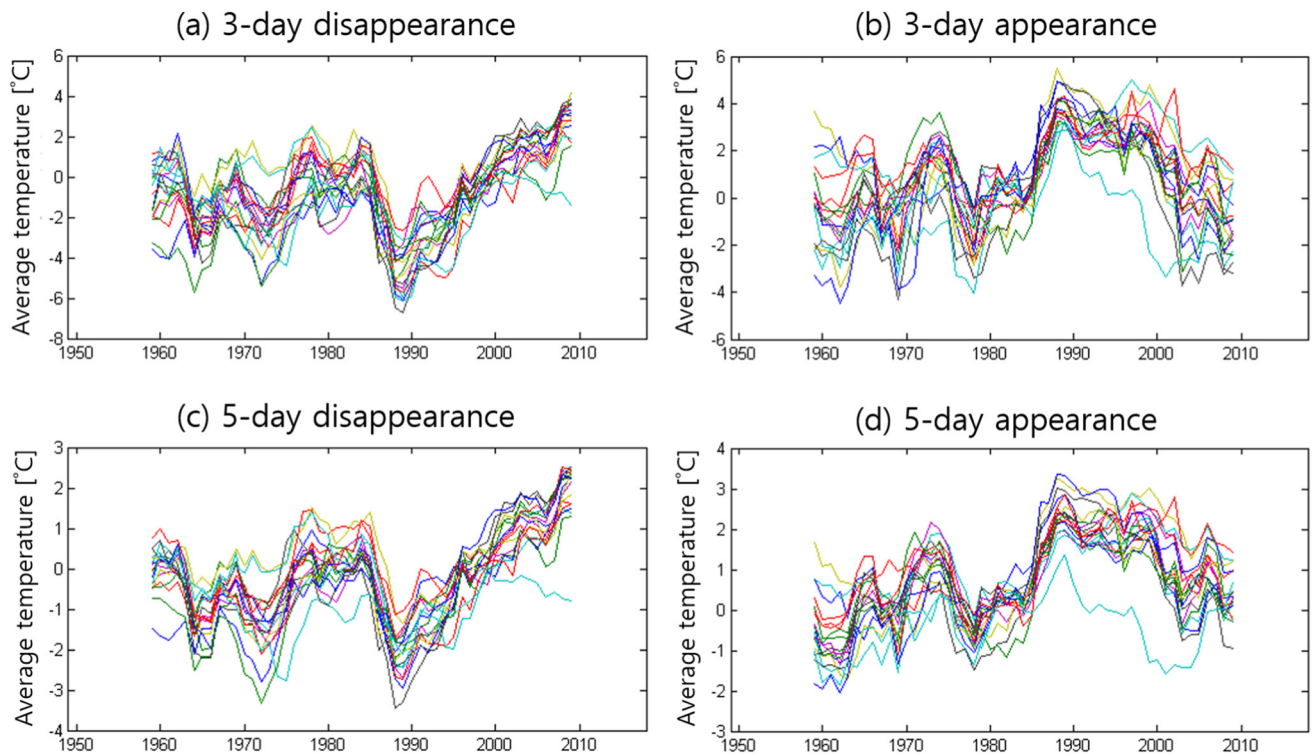 (a) 3-day disappearance
(b) 3-day appearance
Average temperature [°C]
6
4
2
0
-2
-4
-6
-8
1950 1960 1970 1980 1990 2000 2010
Average temperature [°C]
6
4
2
0
-2
-4
-6
1950 1960 1970 1980 1990 2000 2010
(c) 5-day disappearance
(d) 5-day appearance
Average temperature [°C]
3
2
1
0
-1
-2
-3
-4
1950 1960 1970 1980 1990 2000 2010
Average temperature [°C]
4
3
2
1
0
-1
-2
-3
1950 1960 1970 1980 1990 2000 2010